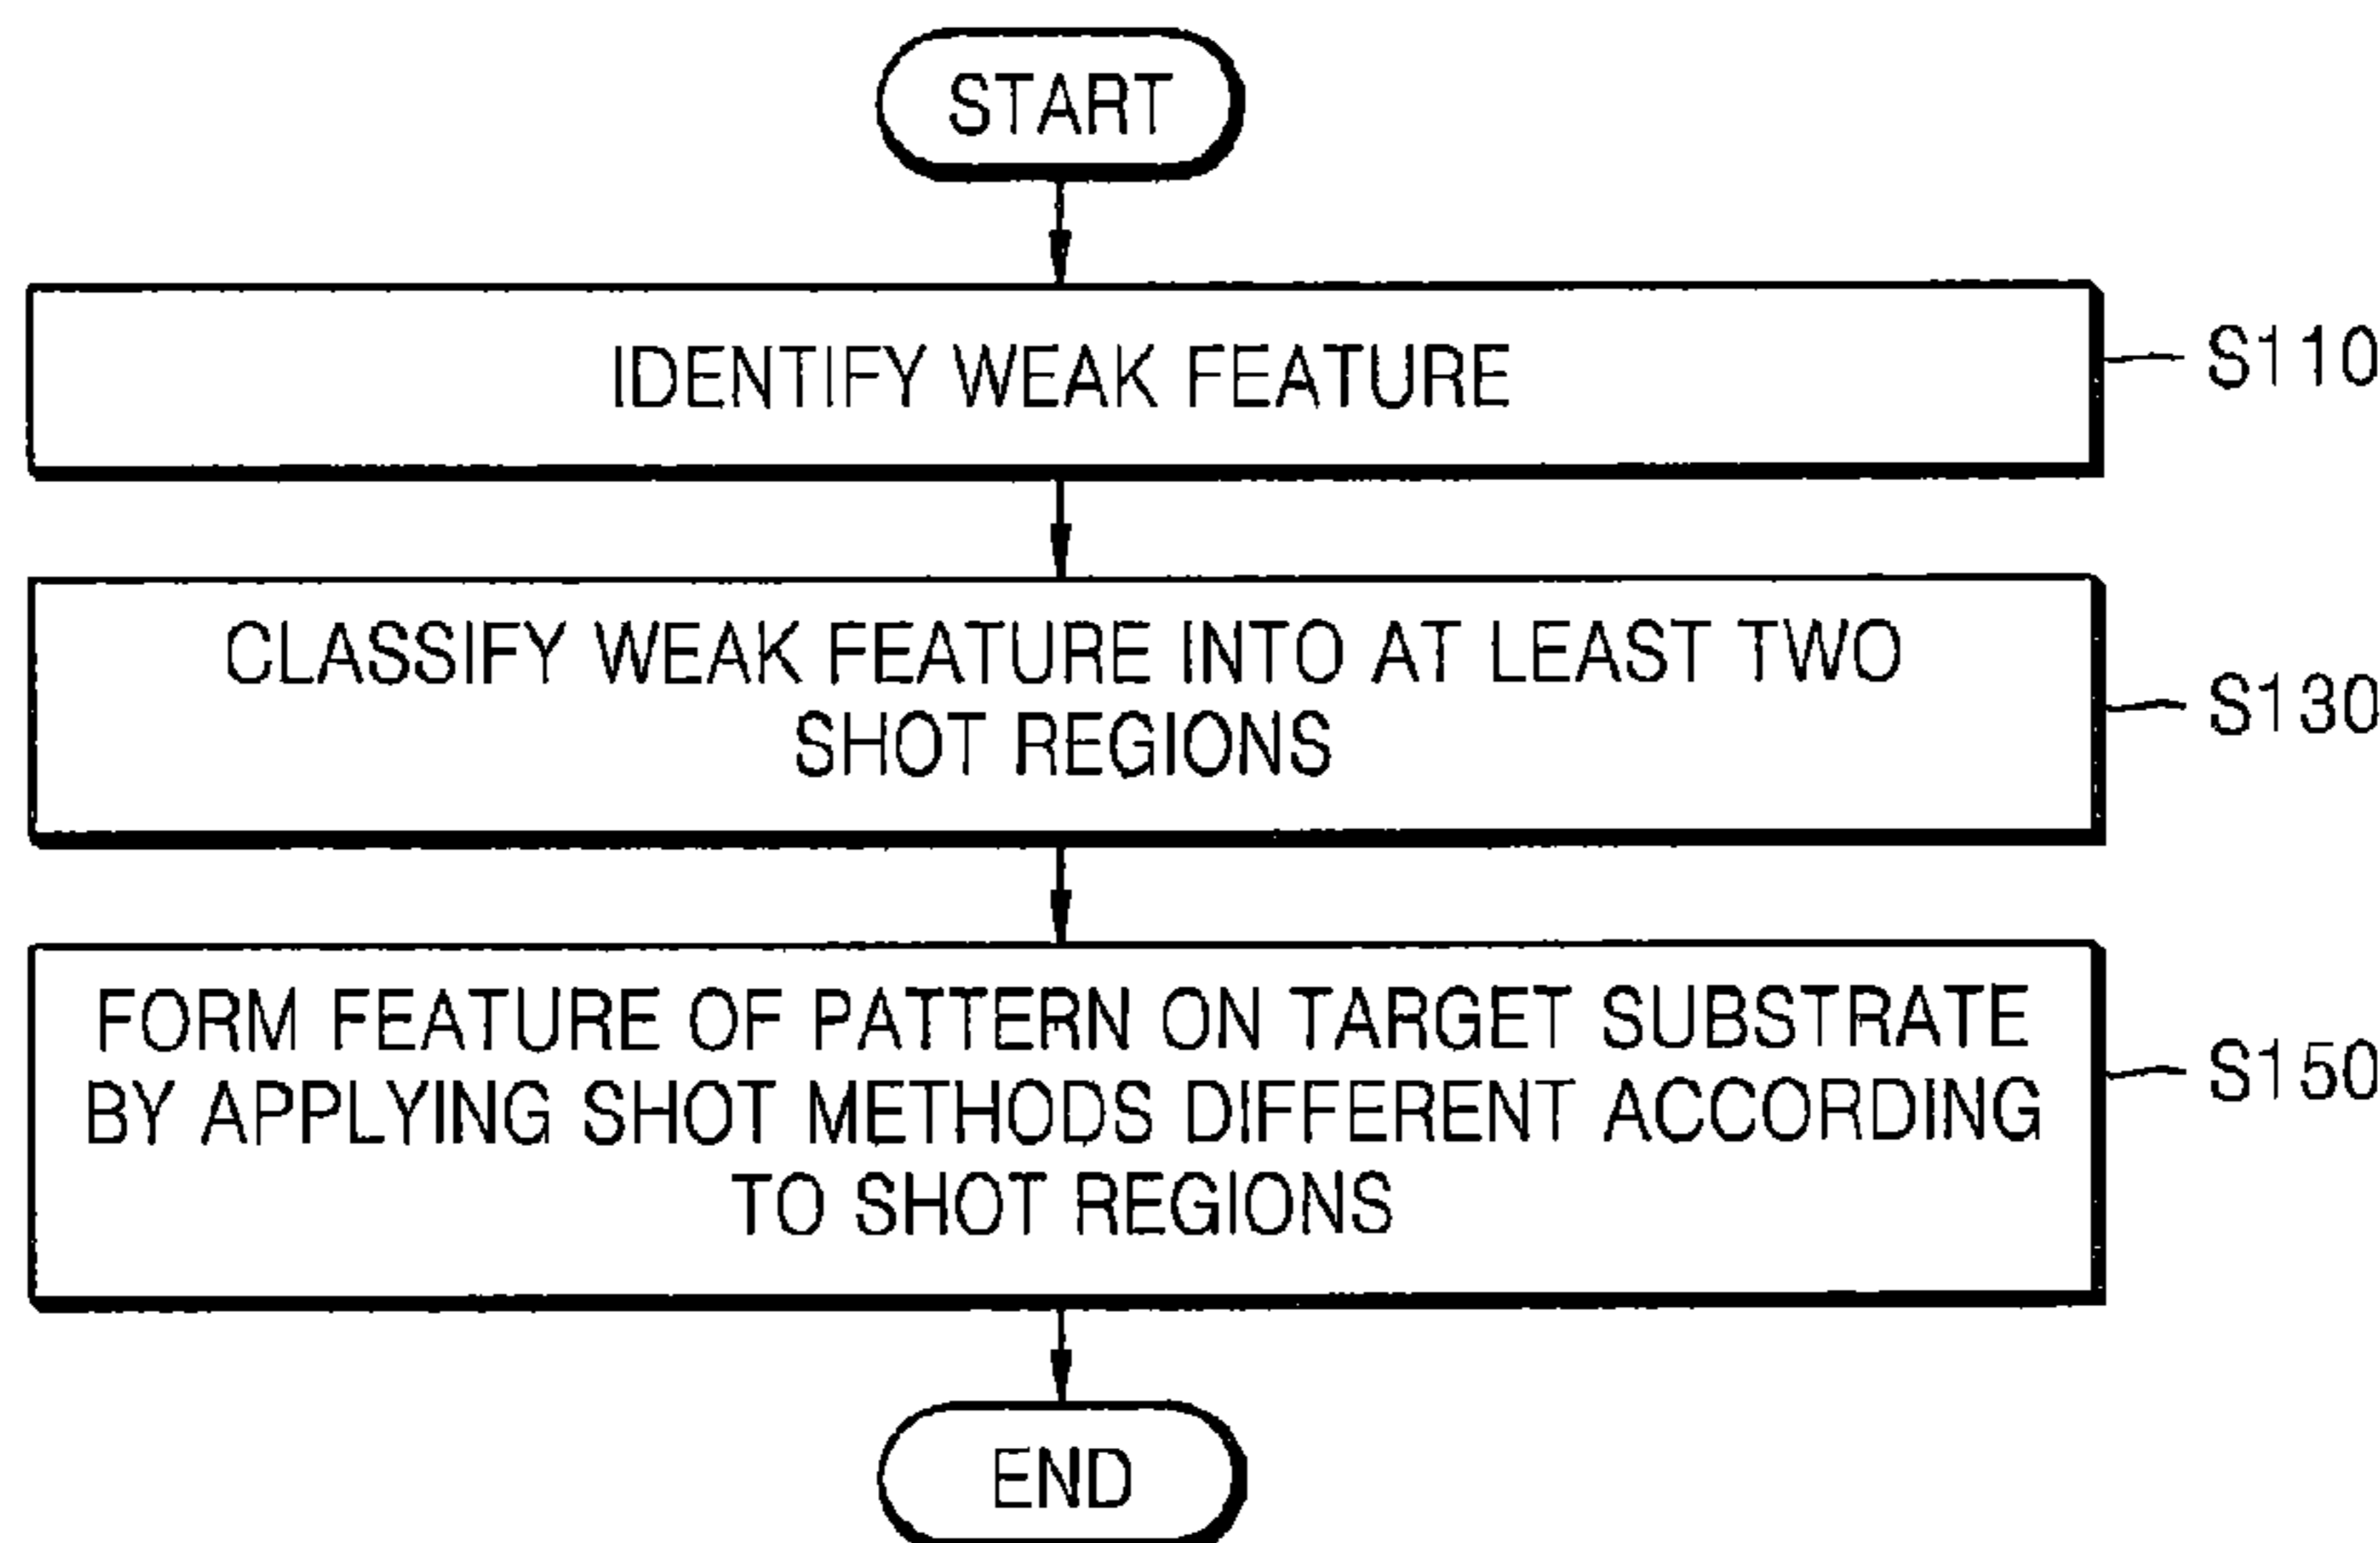 START
IDENTIFY WEAK FEATURE
S110
CLASSIFY WEAK FEATURE INTO AT LEAST TWO
SHOT REGIONS
S130
FORM FEATURE OF PATTERN ON TARGET SUBSTRATE
BY APPLYING SHOT METHODS DIFFERENT ACCORDING
TO SHOT REGIONS
S150
END